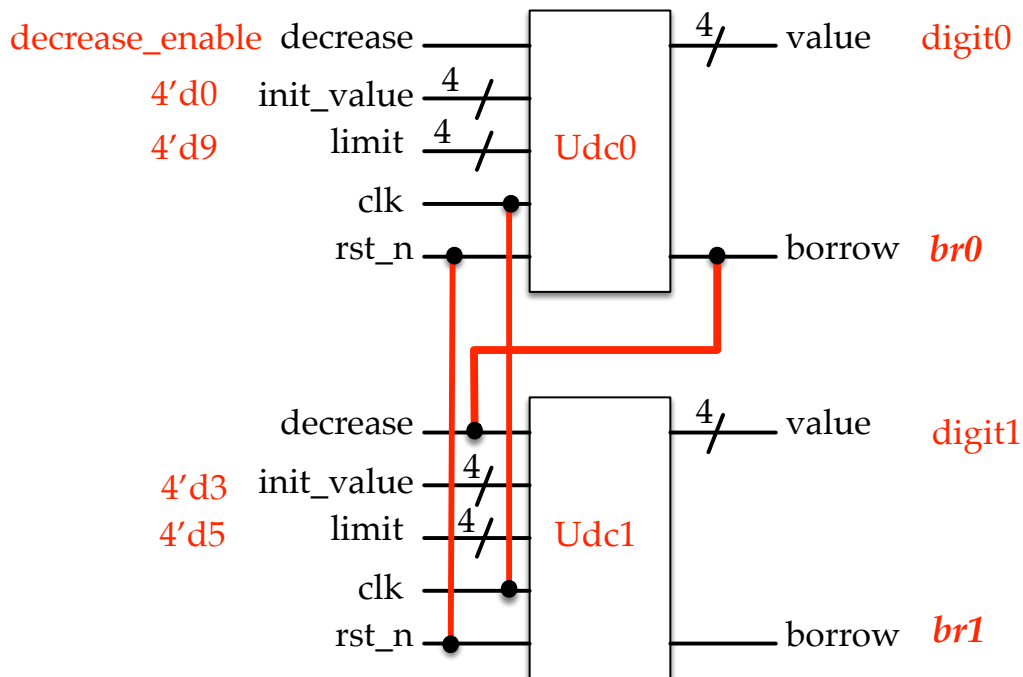 decrease_enable decrease 4 value digit0
4'd0 init_value 4
4'd9 limit 4 Udc0
clk
rst_n borrow br0
decrease 4 value digit1
4'd3 init_value 4
4'd5 limit 4 Udc1
clk
rst_n borrow br1